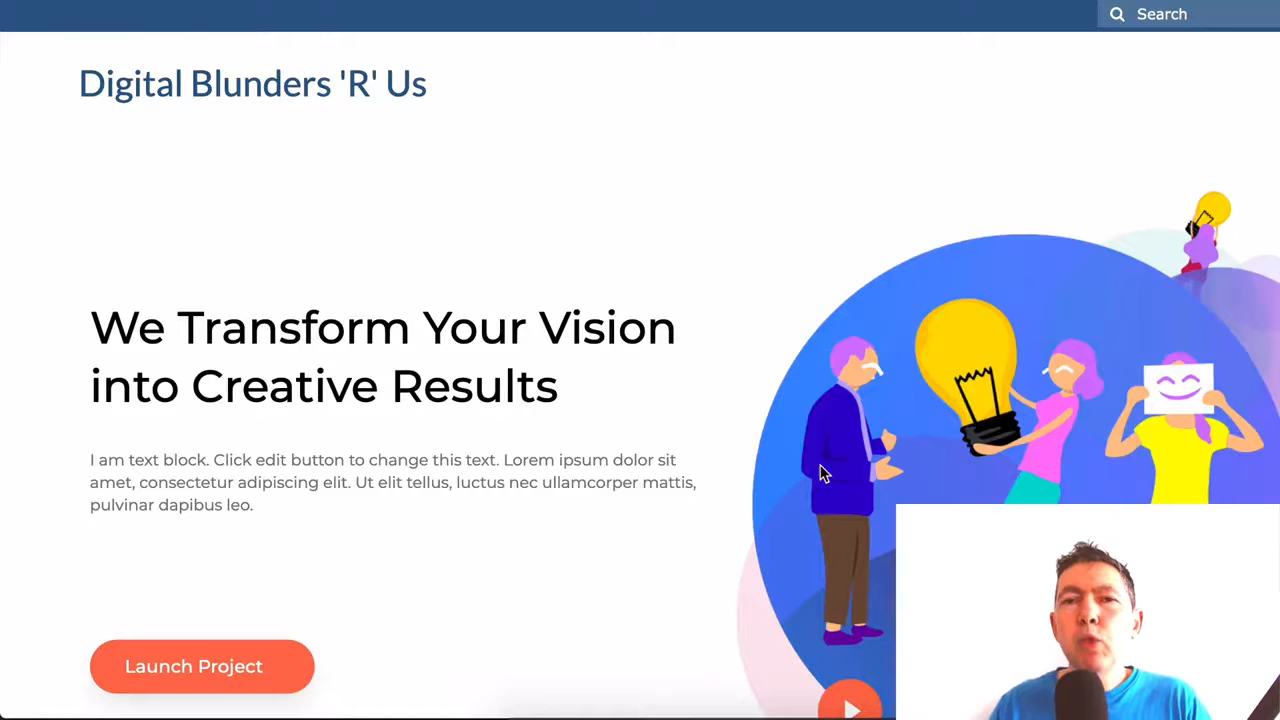 Search
Digital Blunders 'R' Us
We Transform Your Vision
into Creative Results
I am text block. Click edit button to change this text. Lorem ipsum dolor sit
amet, consectetur adipiscing elit. Ut elit tellus, luctus nec ullamcorper mattis,
pulvinar dapibus leo.
Launch Project